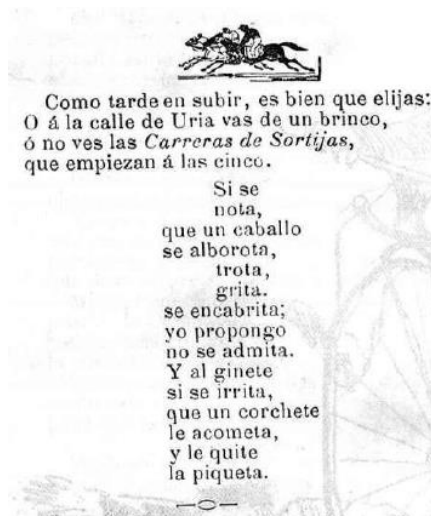 Como tarde en subir, es bien que elijas:
O á la calle de Uria vas de un brinco,
ó no ves las Carreras de Sortijas,
que empiezan á las cinco.
Si se
nota,
que un caballo
se alborota,
trota,
grita.
se encabrita;
yo propongo
no se admita.
Y al ginete
si se irrita,
que un corchete
le acometa,
y le quite
la piqueta.